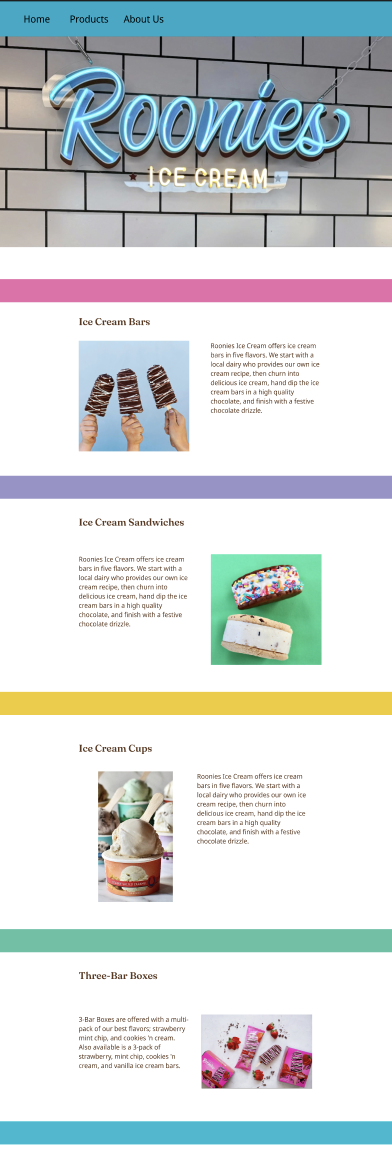 Home Products About Us
Roonies
ICE CREAM
Ice Cream Bars
Roonies Ice Cream offers ice cream
bars in five flavors. We start with a
local dairy who provides our own ice
cream recipe, then churn into
delicious ice cream, hand dip the ice
cream bars in a high quality
chocolate, and finish with a festive
chocolate drizzle.
Ice Cream Sandwiches
Roonies Ice Cream offers ice cream
bars in five flavors. We start with a
local dairy who provides our own ice
cream recipe, then churn into
delicious ice cream, hand dip the ice
cream bars in a high quality
chocolate, and finish with a festive
chocolate drizzle.
Ice Cream Cups
Roonies Ice Cream offers ice cream
bars in five flavors. We start with a
local dairy who provides our own ice
cream recipe, then churn into
delicious ice cream, hand dip the ice
cream bars in a high quality
chocolate, and finish with a festive
chocolate drizzle.
Three-Bar Boxes
3-Bar Boxes are offered with a multi-
pack of our best flavors; strawberry
mint chip, and cookies 'n cream.
Also available is a 3-pack of
strawberry, mint chip, cookies 'n
cream, and vanilla ice cream bars.